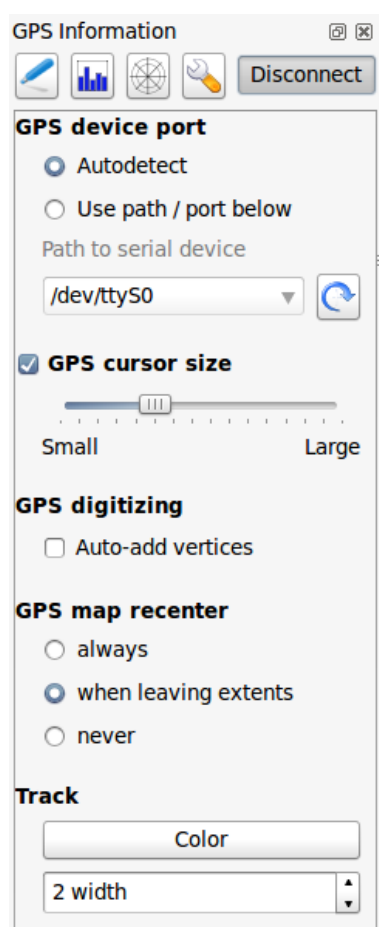 GPS Information
Disconnect
GPS device port
Autodetect
Use path / port below
Path to serial device
/dev/ttyS0
GPS cursor size
Small Large
GPS digitizing
Auto-add vertices
GPS map recenter
always
when leaving extents
never
Track
Color
2 width